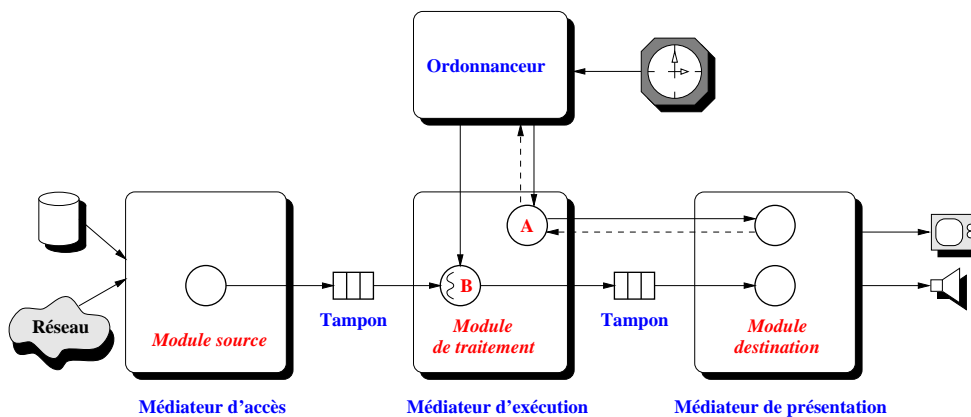 Ordonnanceur
A
B
Réseau
Tampon
Tampon
Module source
Module
de traitement
Module
destination
Médiateur d'accès
Médiateur d'exécution
Médiateur de présentation